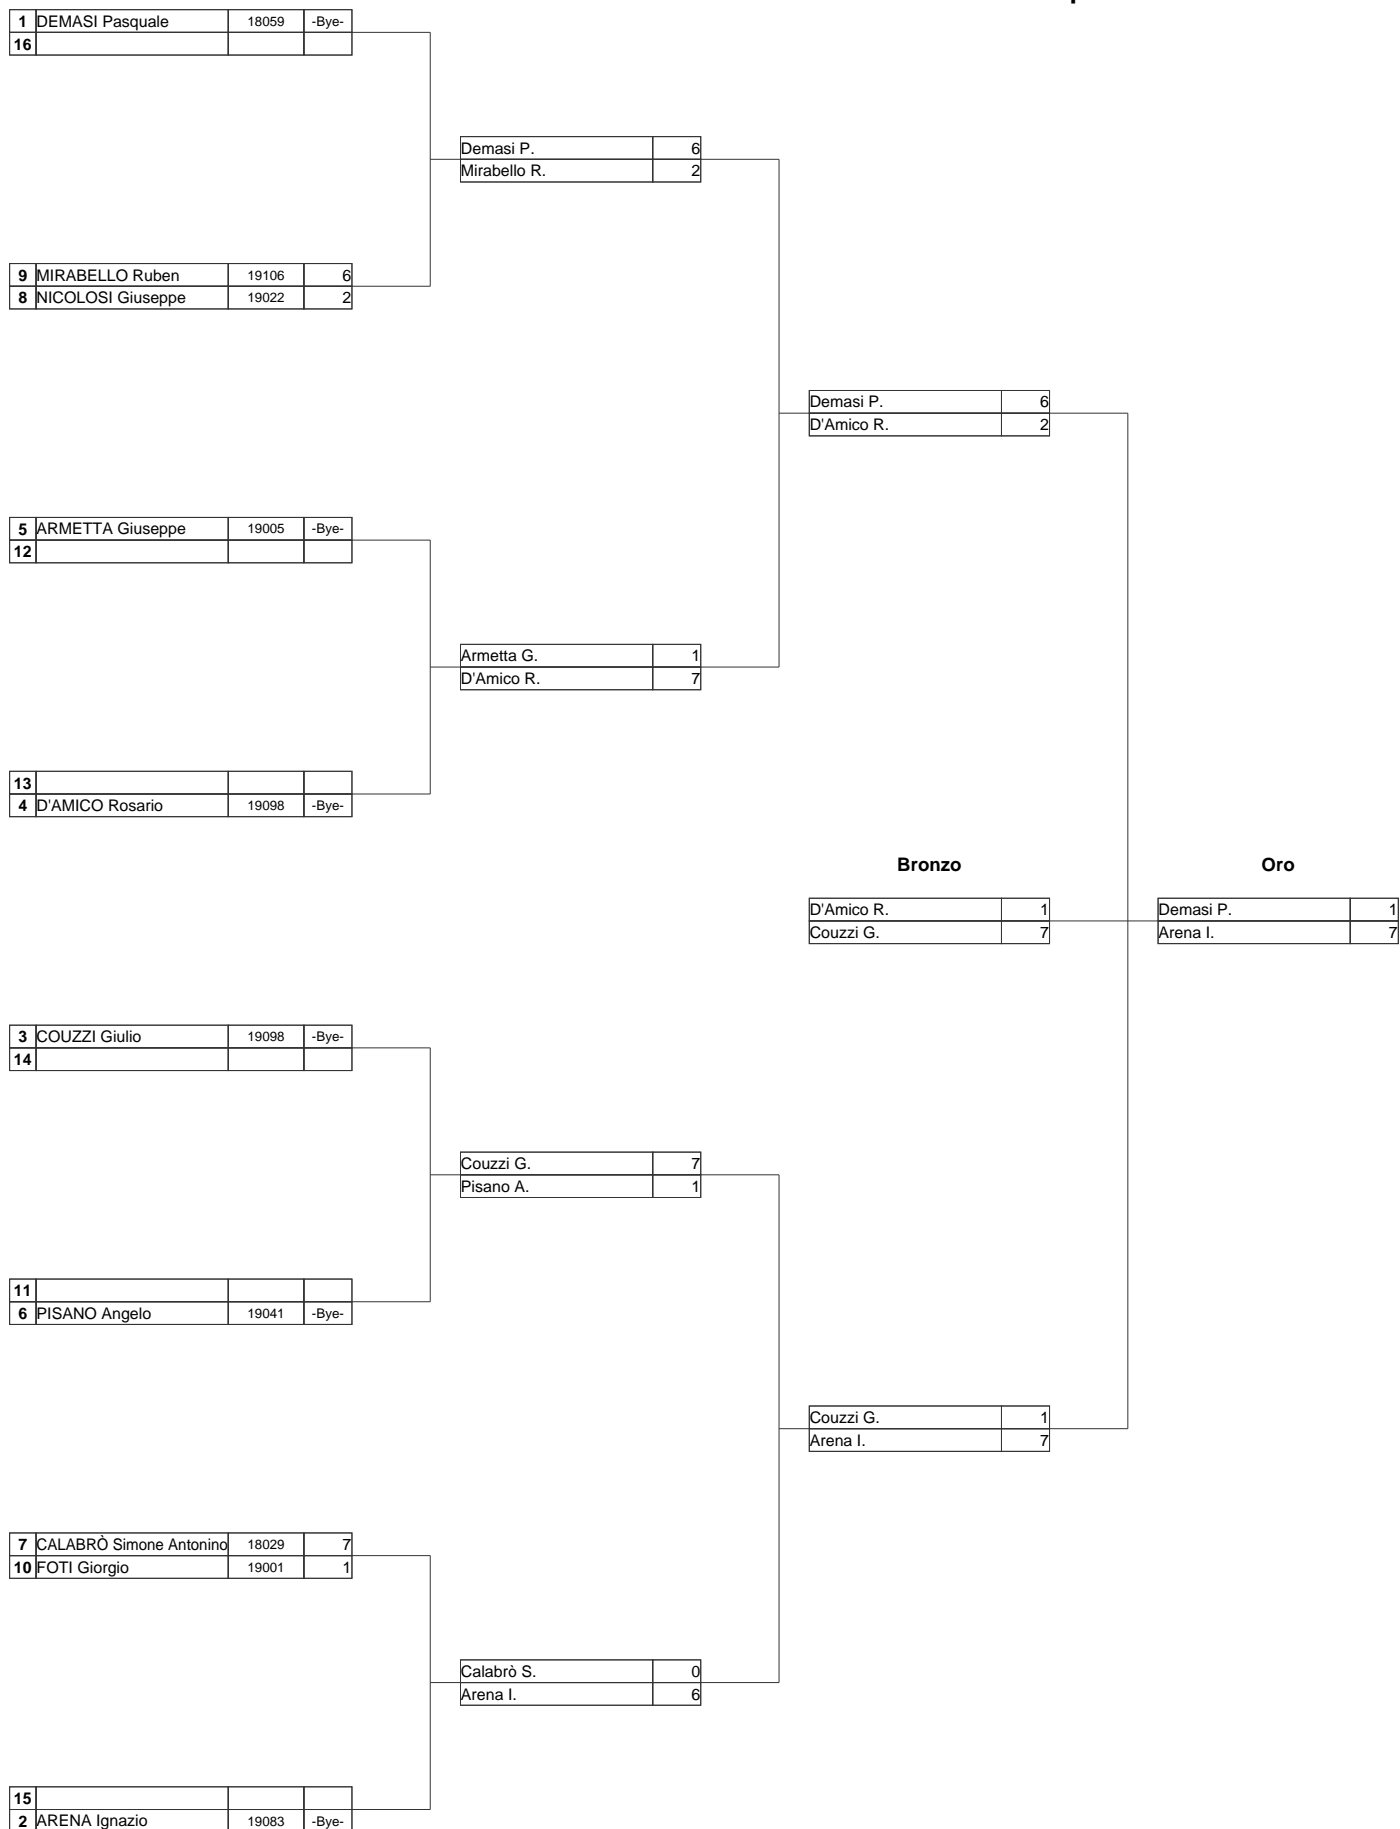 1 DEMASI Pasquale 18059 -Bye-
16
Demasi P. 6
Mirabello R. 2
9 MIRABELLO Ruben 19106 6
8 NICOLOSI Giuseppe 19022 2
Demasi P. 6
D'Amico R. 2
5 ARMETTA Giuseppe 19005 -Bye-
12
Armetta G. 1
D'Amico R. 7
13
4 D'AMICO Rosario 19098 -Bye-
Bronzo Oro
D'Amico R. 1 Demasi P. 1
Couzzi G. 7 Arena I. 7
3 COUZZI Giulio 19098 -Bye-
14
Couzzi G. 7
Pisano A. 1
11
6 PISANO Angelo 19041 -Bye-
Couzzi G. 1
Arena I. 7
7 CALABRÒ Simone Antonino 18029 7
10 FOTI Giorgio 19001 1
Calabrò S. 0
Arena I. 6
15
2 ARENA Ignazio 19083 -Bye-